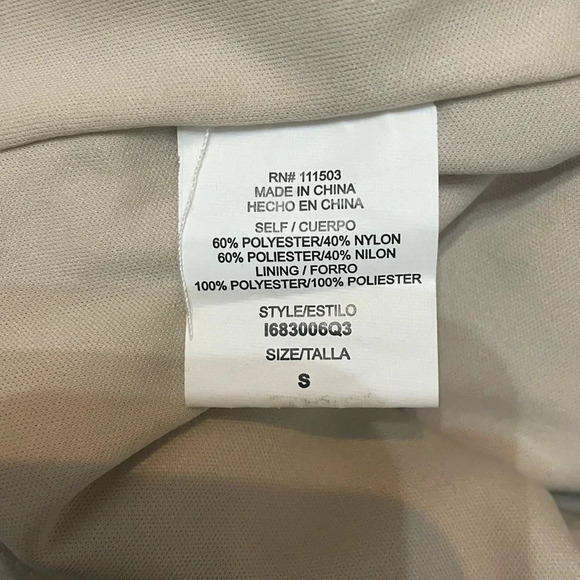 RN# 111503
MADE IN CHINA
HECHO EN CHINA
SELF / CUERPO
60% POLYESTER/40% NYLON
60% POLIESTER/40% NILON
LINING / FORRO
100% POLYESTER/100% POLIESTER
STYLE/ESTILO
I683006Q3
SIZE/TALLA
S